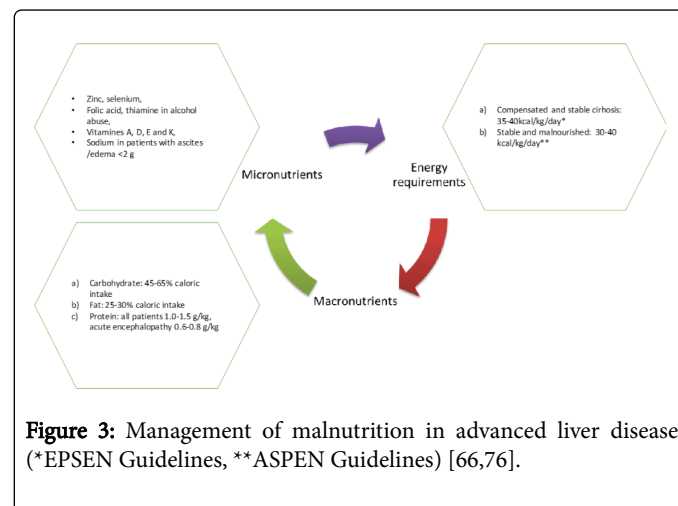 • Zinc, selenium,
• Folic acid, thiamine in alcohol
abuse,
• Vitamines A, D, E and K,
• Sodium in patients with ascites
/edema <2 g
Micronutrients
a) Compensated and stable cirhosis:
35-40kcal/kg/day*
b) Stable and malnourished: 30-40
kcal/kg/day**
Energy
requirements
a) Carbohydrate: 45-65% caloric
intake
b) Fat: 25-30% caloric intake
c) Protein: all patients 1.0-1.5 g/kg,
acute encephalopathy 0.6-0.8 g/kg
Macronutrients
Figure 3: Management of malnutrition in advanced liver disease
(*EPSEN Guidelines, **ASPEN Guidelines) [66,76].